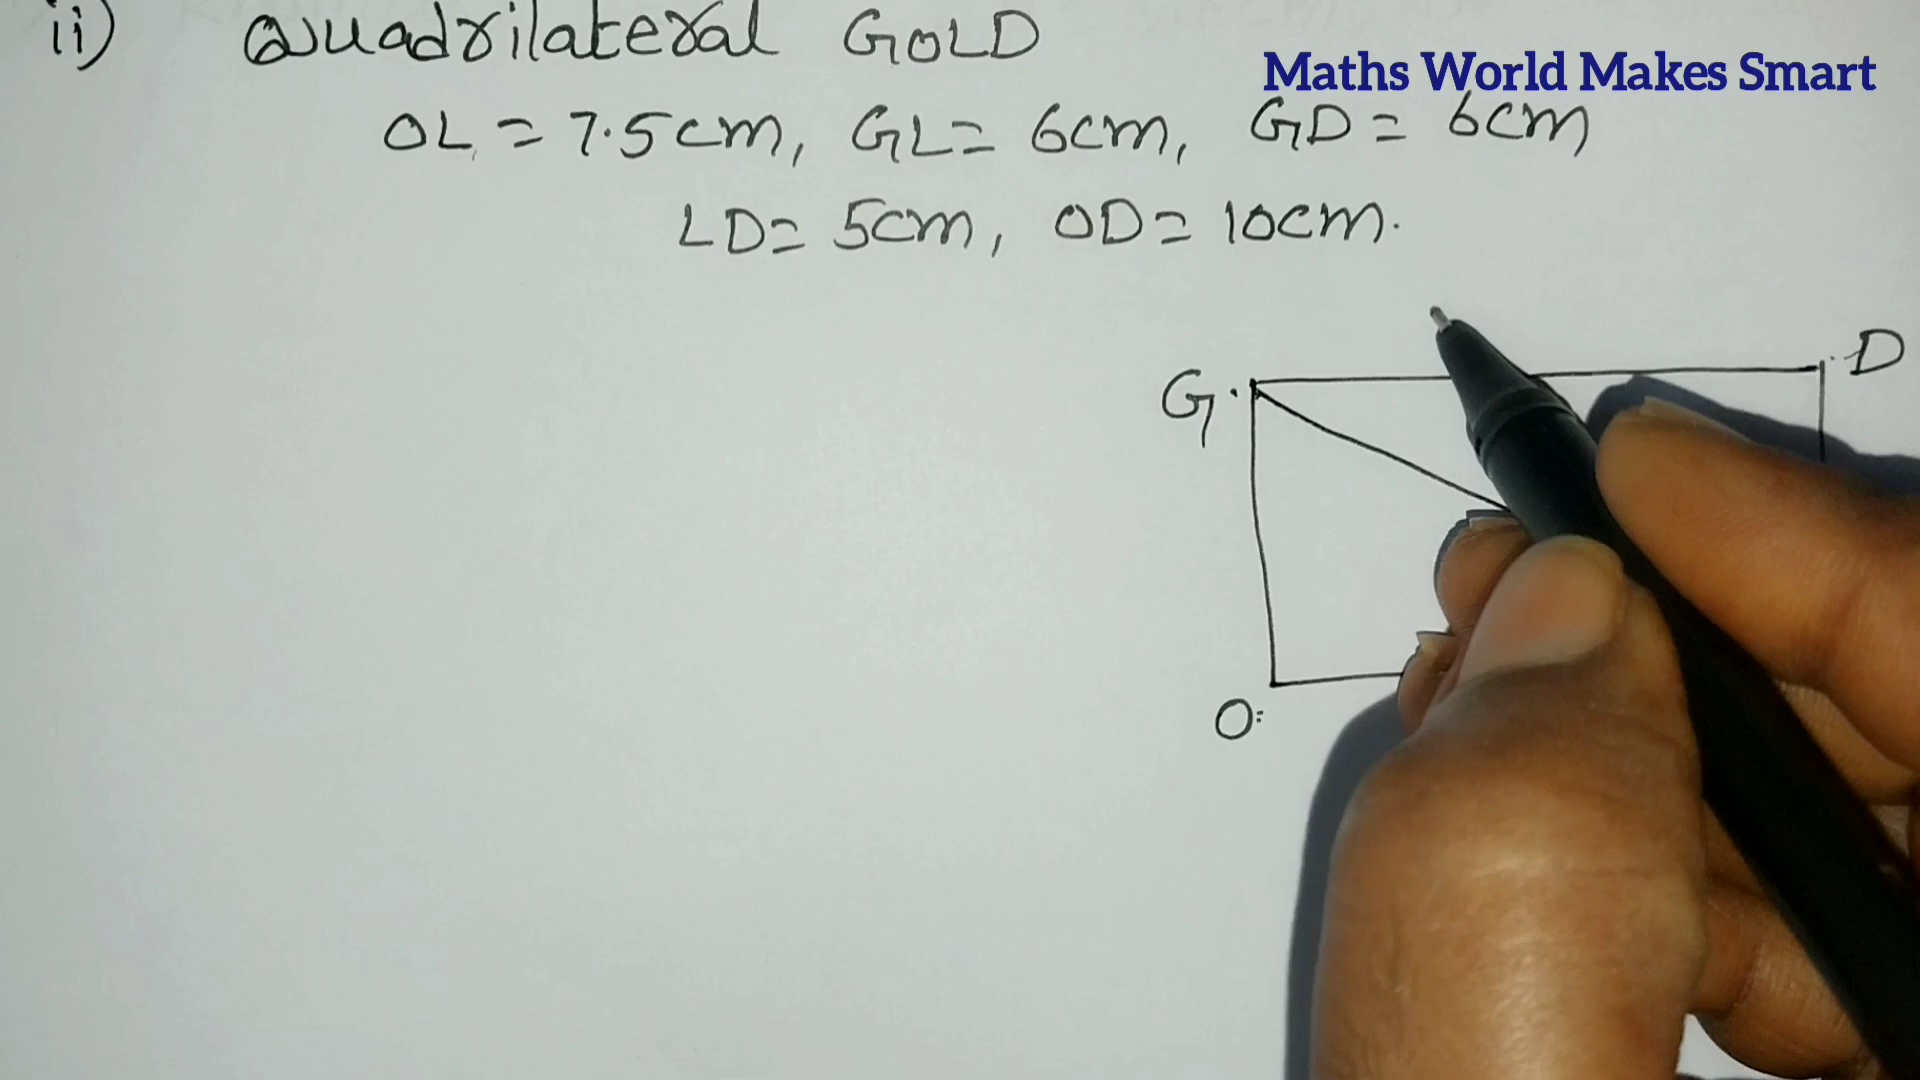 ii) Quadrilateral GOLD
Maths World Makes Smart
OL = 7.5cm, GL = 6cm, GD = 6cm
LD = 5cm, OD = 10cm.
G D
O